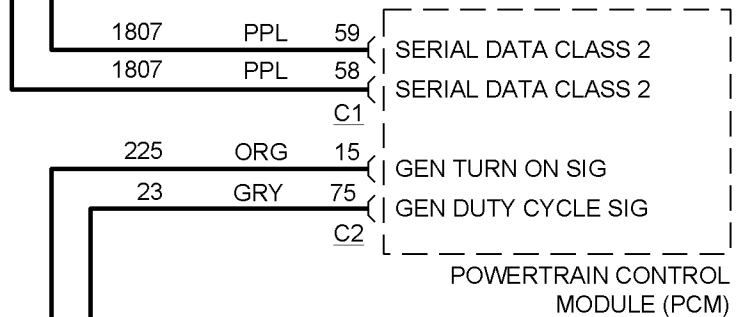 1807 PPL 59 SERIAL DATA CLASS 2
1807 PPL 58 SERIAL DATA CLASS 2
C1
225 ORG 15 GEN TURN ON SIG
23 GRY 75 GEN DUTY CYCLE SIG
C2
POWERTRAIN CONTROL
MODULE (PCM)